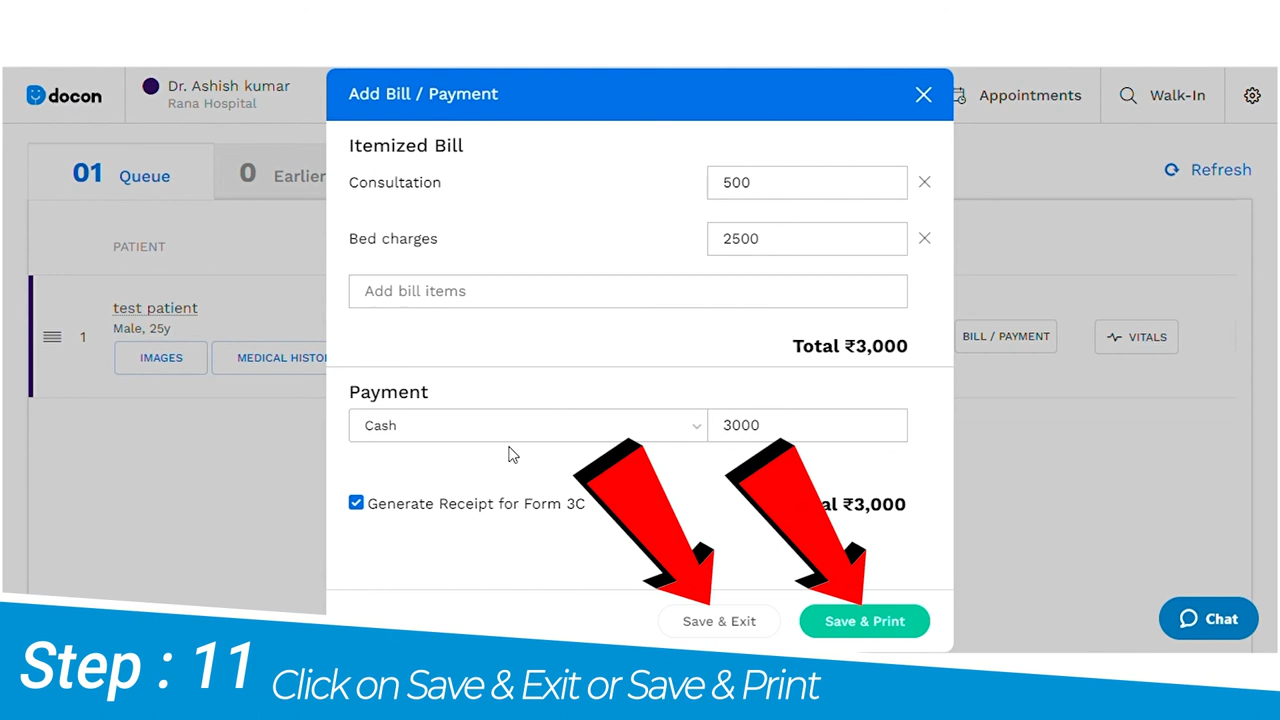 docon
Dr. Ashish kumar
Rana Hospital
Add Bill / Payment
Appointments
Walk-In
01 Queue
0 Earlier
Refresh
Itemized Bill
Consultation 500
Bed charges 2500
Add bill items
Total ₹3,000
PATIENT
test patient
Male, 25y
1
IMAGES
MEDICAL HISTO
BILL / PAYMENT
VITALS
Payment
Cash 3000
Generate Receipt for Form 3C
al ₹3,000
Save & Exit
Save & Print
Chat
Step : 11
Click on Save & Exit or Save & Print